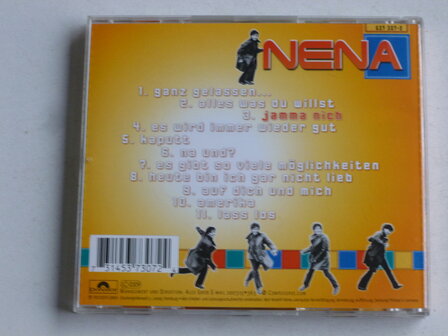 NENA
1. ganz gelassen...
2. alles was du willst
3. jamma nich
4. es wird immer wieder gut
5. kaputt
6. na und?
7. es gibt so viele möglichkeiten
8. heute bin ich gar nicht lieb
9. auf dich und mich
10. amerika
11. lass los
Polydor